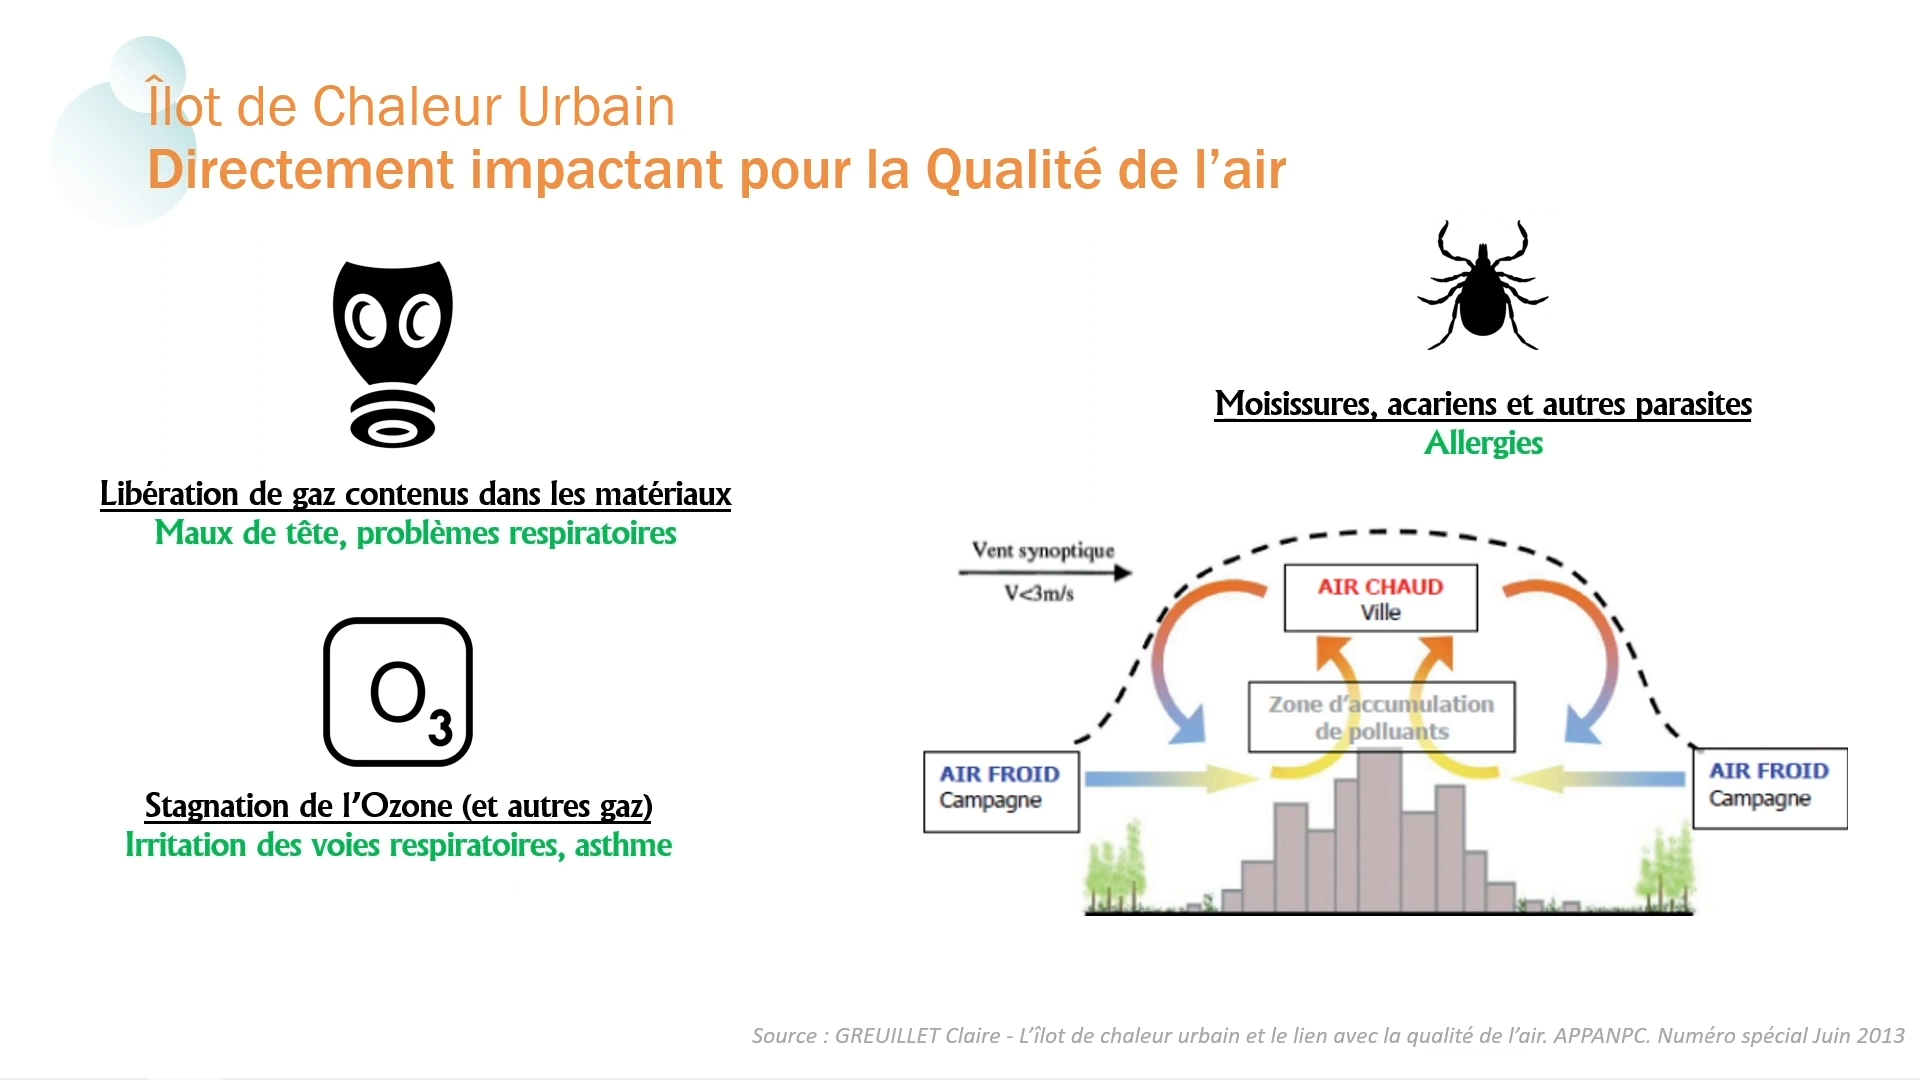 Îlot de Chaleur Urbain
Directement impactant pour la Qualité de l’air
Libération de gaz contenus dans les matériaux
Maux de tête, problèmes respiratoires
O3
Stagnation de l’Ozone (et autres gaz)
Irritation des voies respiratoires, asthme
Moisissures, acariens et autres parasites
Allergies
Vent synoptique
V<3m/s
AIR CHAUD
Ville
Zone d’accumulation
de polluants
AIR FROID
Campagne
AIR FROID
Campagne
Source : GREUILLET Claire - L’îlot de chaleur urbain et le lien avec la qualité de l’air. APPANPC. Numéro spécial Juin 2013